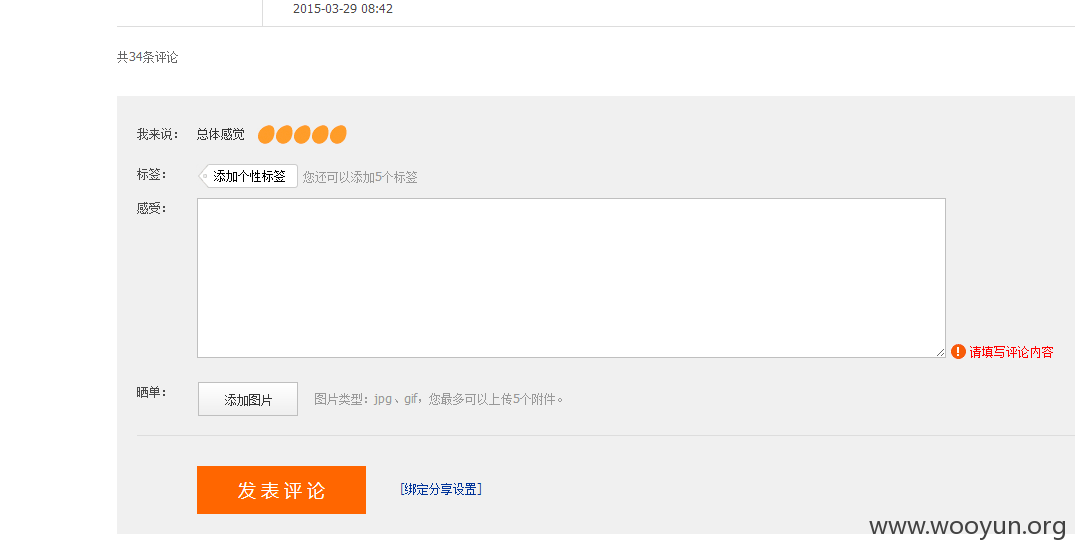 2015-03-29 08:42
共34条评论
我来说： 总体感觉
标签： 添加个性标签 您还可以添加5个标签
感受：
请填写评论内容
晒单： 添加图片 图片类型：jpg、gif，您最多可以上传5个附件。
发表评论 [绑定分享设置]
www.wooyun.org